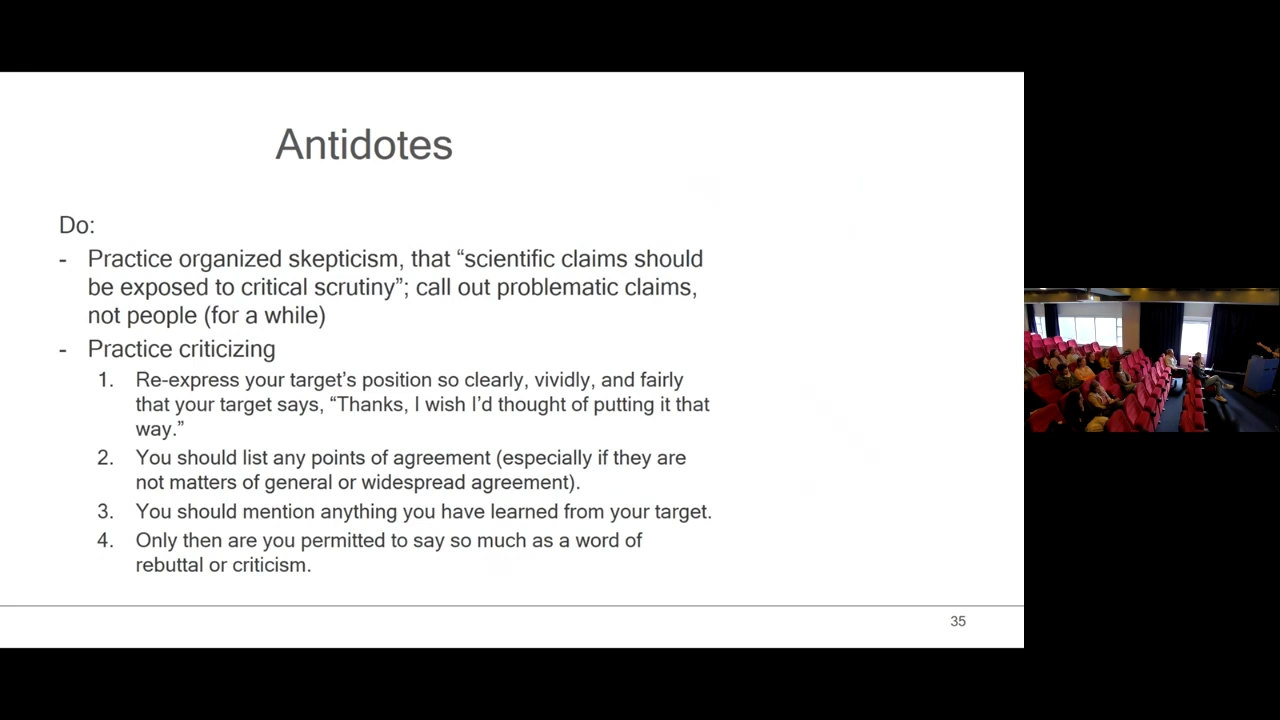 Antidotes
Do:
- Practice organized skepticism, that “scientific claims should
be exposed to critical scrutiny”; call out problematic claims,
not people (for a while)
- Practice criticizing
1. Re-express your target’s position so clearly, vividly, and fairly
that your target says, “Thanks, I wish I’d thought of putting it that
way.”
2. You should list any points of agreement (especially if they are
not matters of general or widespread agreement).
3. You should mention anything you have learned from your target.
4. Only then are you permitted to say so much as a word of
rebuttal or criticism.
35